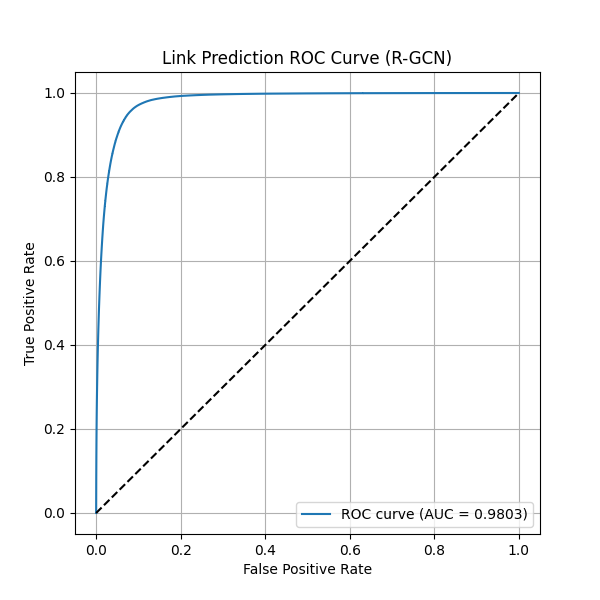 Link Prediction ROC Curve (R-GCN)
True Positive Rate
1.0
0.8
0.6
0.4
0.2
0.0
ROC curve (AUC = 0.9803)
0.0 0.2 0.4 0.6 0.8 1.0
False Positive Rate